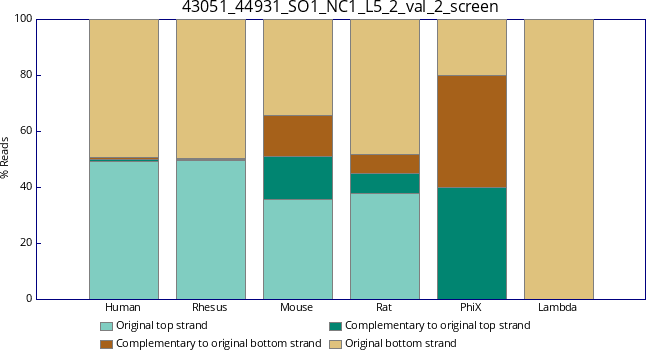 43051_44931_SO1_NC1_L5_2_val_2_screen
100
80
60
40
20
0
% Reads
Human Rhesus Mouse Rat PhiX Lambda
Original top strand Complementary to original top strand
Complementary to original bottom strand Original bottom strand